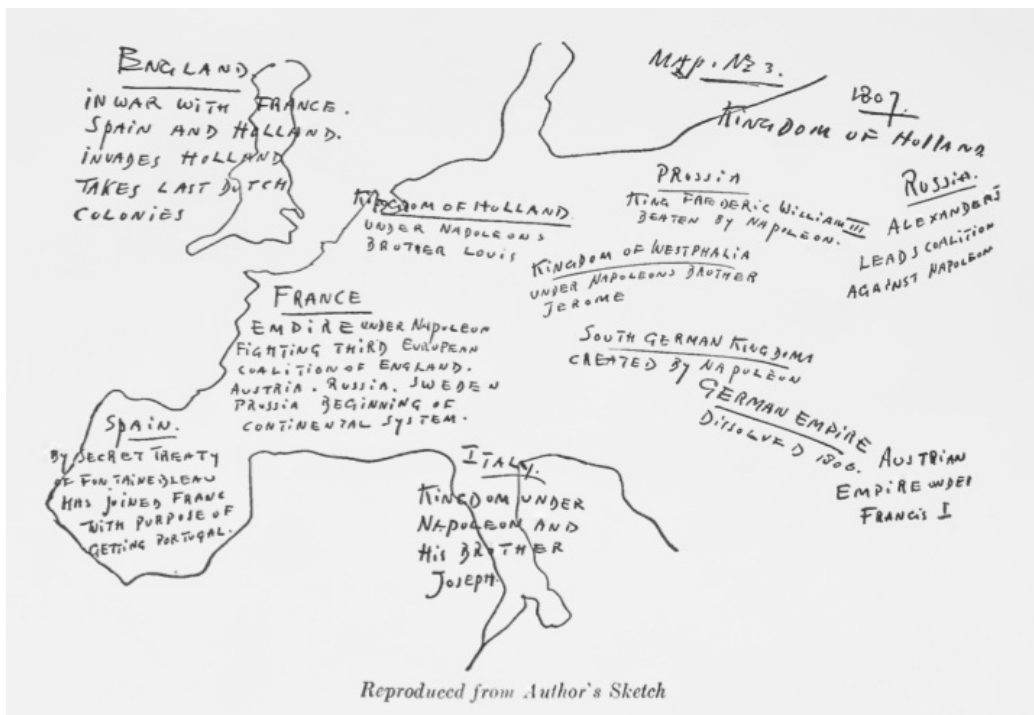 MAP. No 3.
1807.
KINGDOM OF HOLLAND
ENGLAND.
IN WAR WITH FRANCE.
SPAIN AND HOLLAND.
INVADES HOLLAND
TAKES LAST DUTCH
COLONIES
KINGDOM OF HOLLAND
UNDER NAPOLEONS
BROTHER LOUIS
PRUSSIA
KING FREDERIC WILLIAM III
BEATEN BY NAPOLEON.
RUSSIA.
ALEXANDER I
LEADS COALITION
AGAINST NAPOLEON
KINGDOM OF WESTPHALIA
UNDER NAPOLEONS BROTHER
JEROME
FRANCE
EMPIRE UNDER NAPOLEON
FIGHTING THIRD EUROPEAN
COALITION OF ENGLAND.
AUSTRIA. RUSSIA. SWEDEN
PRUSSIA BEGINNING OF
CONTINENTAL SYSTEM.
SOUTH GERMAN KINGDOMS
CREATED BY NAPOLEON
GERMAN EMPIRE
DISSOLVED 1806.
AUSTRIAN
EMPIRE UNDER
FRANCIS I
SPAIN.
BY SECRET TREATY
OF FONTAINEBLEAU
HAS JOINED FRANC
WITH PURPOSE OF
GETTING PORTUGAL.
ITALY.
KINGDOM UNDER
NAPOLEON AND
HIS BROTHER
JOSEPH.
Reproduced from Author's Sketch